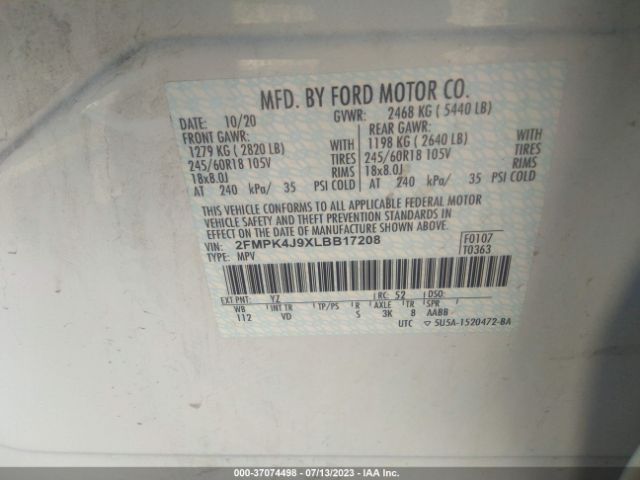 MFD. BY FORD MOTOR CO.
DATE: 10/20 GVWR: 2468 KG ( 5440 LB)
FRONT GAWR: REAR GAWR:
1279 KG ( 2820 LB) WITH 1198 KG ( 2640 LB) WITH
245/60R18 105V TIRES 245/60R18 105V TIRES
18x8.0J RIMS 18x8.0J RIMS
AT 240 kPa/ 35 PSI COLD AT 240 kPa/ 35 PSI COLD
THIS VEHICLE CONFORMS TO ALL APPLICABLE FEDERAL MOTOR
VEHICLE SAFETY AND THEFT PREVENTION STANDARDS IN
EFFECT ON THE DATE OF MANUFACTURE SHOWN ABOVE.
VIN: 2FMPK4J9XLBB17208 F0107
TYPE: MPV T0363
EXT PNT: YZ RC: 52 DSO:
WB INT TR TP/PS R AXLE TR SPR
112 VD S 3K 8 AABB
UTC ▽ 5U5A-1520472-BA
000-37074498 - 07/13/2023 - IAA Inc.